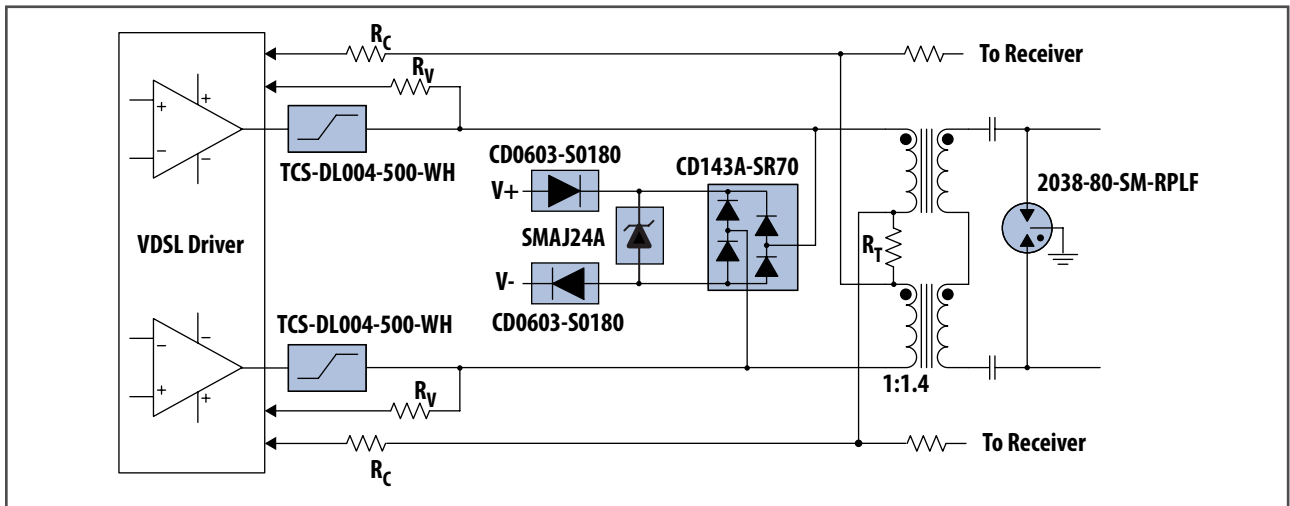 R_C
To Receiver
R_V
+
+
−
−
TCS-DL004-500-WH
CD0603-S0180
CD143A-SR70
V+
2038-80-SM-RPLF
VDSL Driver
SMAJ24A
R_T
V-
CD0603-S0180
TCS-DL004-500-WH
−
−
+
+
1:1.4
R_V
To Receiver
R_C